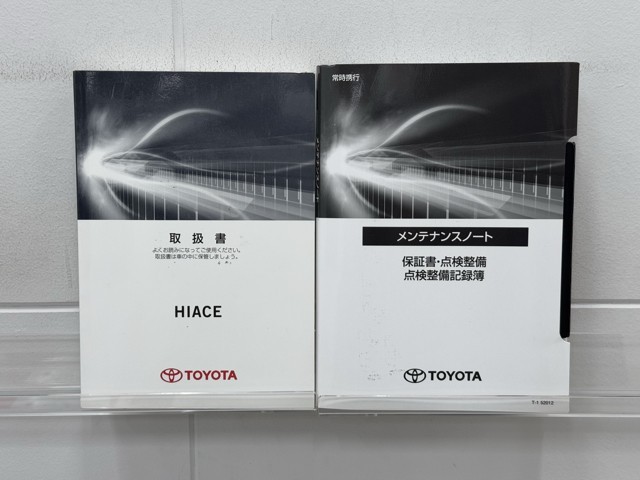 取扱書
よくお読みになってご使用ください。
取扱書は車の中に保管しましょう。
HIACE
TOYOTA
常時携行
メンテナンスノート
保証書・点検整備
点検整備記録簿
TOYOTA